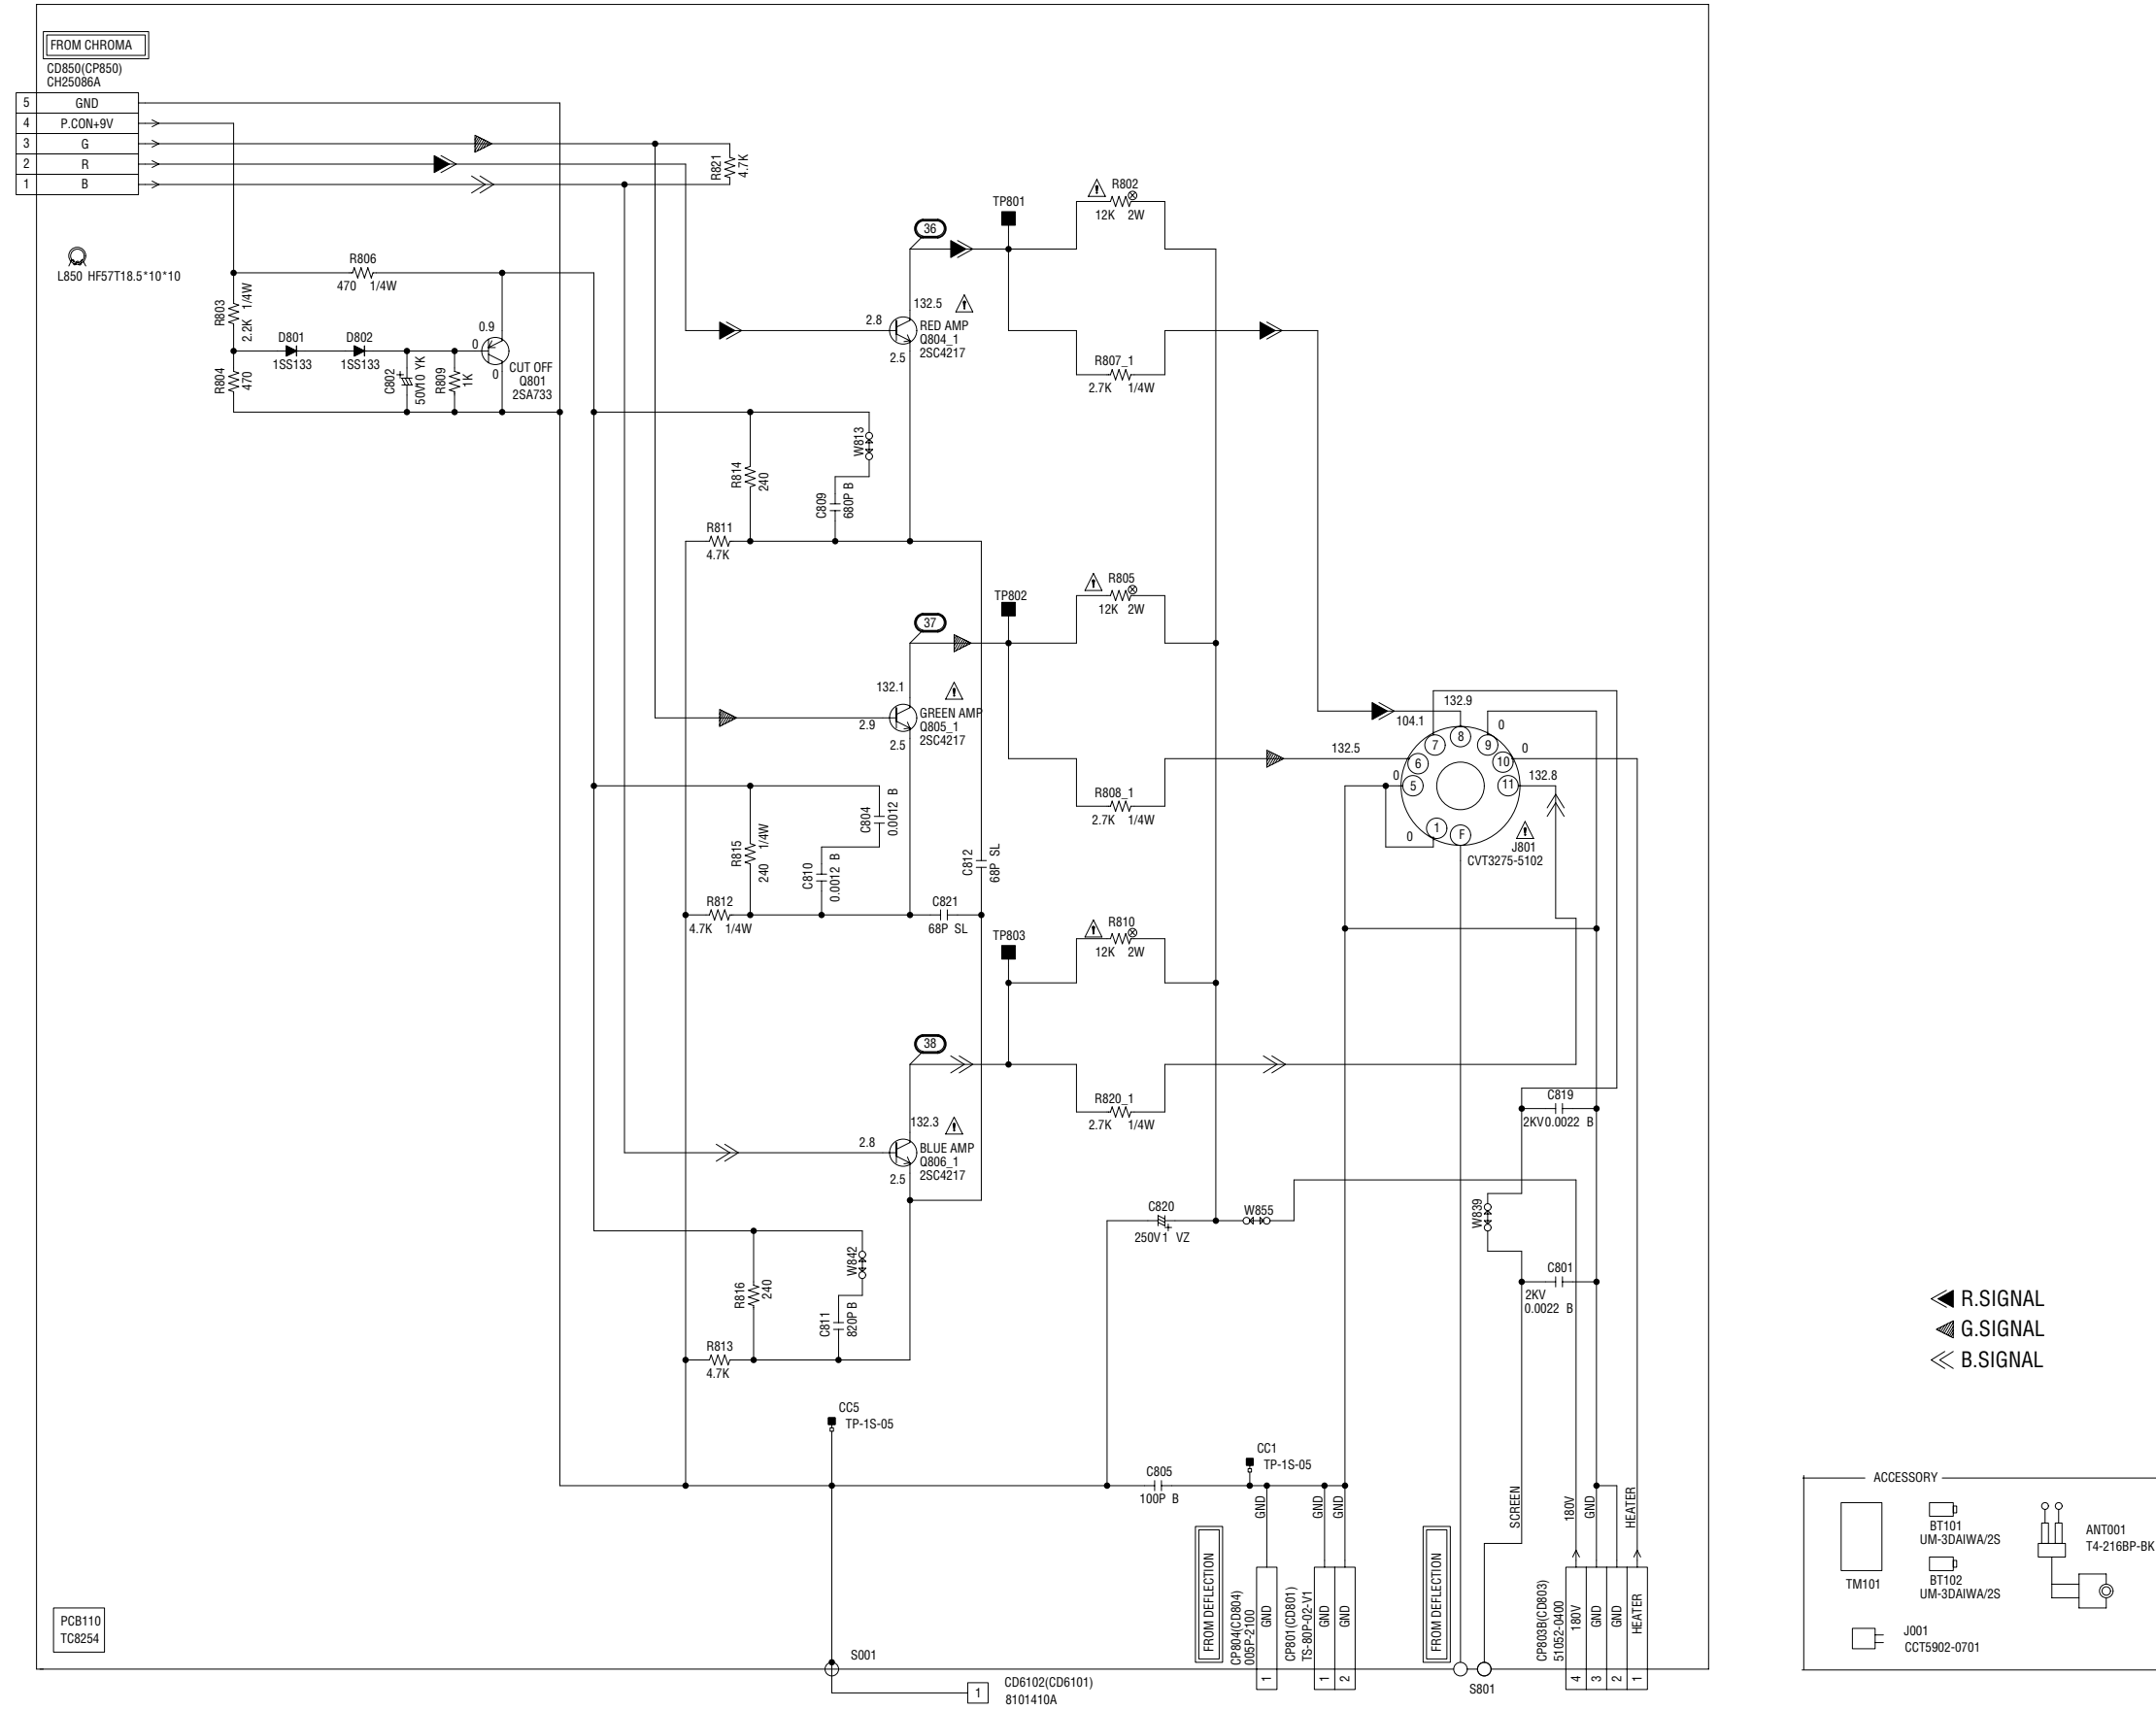 FROM CHROMA
CD850(CP850)
CH25086A
5 GND
4 P.CON+9V
3 G
2 R
1 B
R821
4.7K
L850 HF57T18.5*10*10
R806
470 1/4W
R803
2.2K 1/4W
R804
470
D801
1SS133
D802
1SS133
C802
+
50V10 YK
R809
1K
0.9
0
0
CUT OFF
Q801
2SA733
36
TP801
R802
12K 2W
132.5
2.8
RED AMP
Q804_1
2SC4217
2.5
R807_1
2.7K 1/4W
W813
R814
240
C809
680P B
R811
4.7K
37
TP802
R805
12K 2W
132.1
2.9
GREEN AMP
Q805_1
2SC4217
2.5
R808_1
2.7K 1/4W
132.5
104.1
132.9
0
0
132.8
0
0
7
8
9
6
10
5
11
1
F
J801
CVT3275-5102
C804
0.0012 B
R815
240 1/4W
C810
0.0012 B
C812
68P SL
R812
4.7K 1/4W
C821
68P SL
TP803
R810
12K 2W
38
132.3
2.8
BLUE AMP
Q806_1
2SC4217
2.5
R820_1
2.7K 1/4W
C819
2KV0.0022 B
W839
C801
2KV
0.0022 B
C820
+
250V1 VZ
W855
W842
R816
240
C811
820P B
R813
4.7K
R.SIGNAL
G.SIGNAL
B.SIGNAL
CC5
TP-1S-05
C805
100P B
CC1
TP-1S-05
GND
GND
GND
SCREEN
180V
GND
HEATER
FROM DEFLECTION
CP804(CD804)
005P-2100
GND
1
CP801(CD801)
TS-80P-02-V1
GND
GND
1
2
FROM DEFLECTION
CP803B(CD803)
51052-0400
180V
GND
GND
HEATER
4
3
2
1
S801
PCB110
TC8254
S001
1
CD6102(CD6101)
8101410A
ACCESSORY
TM101
BT101
UM-3DAIWA/2S
BT102
UM-3DAIWA/2S
ANT001
T4-216BP-BK
J001
CCT5902-0701